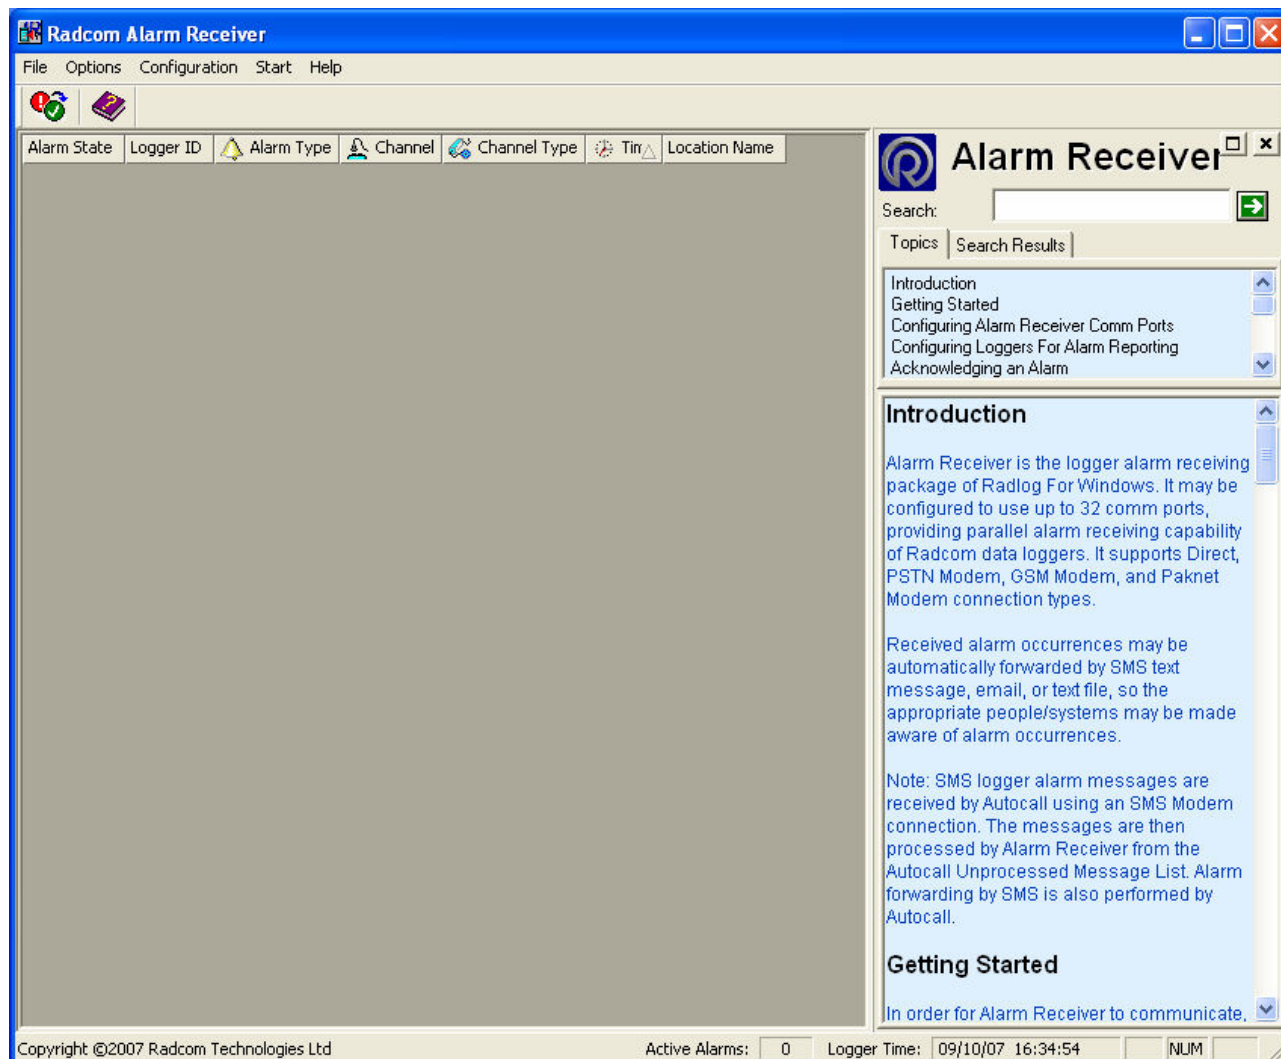 Radcom Alarm Receiver
File Options Configuration Start Help
Alarm State Logger ID Alarm Type Channel Channel Type Tim Location Name
Alarm Receiver
Search:
Topics Search Results
Introduction
Getting Started
Configuring Alarm Receiver Comm Ports
Configuring Loggers For Alarm Reporting
Acknowledging an Alarm
Introduction
Alarm Receiver is the logger alarm receiving
package of Radlog For Windows. It may be
configured to use up to 32 comm ports,
providing parallel alarm receiving capability
of Radcom data loggers. It supports Direct,
PSTN Modem, GSM Modem, and Paknet
Modem connection types.
Received alarm occurrences may be
automatically forwarded by SMS text
message, email, or text file, so the
appropriate people/systems may be made
aware of alarm occurrences.
Note: SMS logger alarm messages are
received by Autocall using an SMS Modem
connection. The messages are then
processed by Alarm Receiver from the
Autocall Unprocessed Message List. Alarm
forwarding by SMS is also performed by
Autocall.
Getting Started
In order for Alarm Receiver to communicate,
Copyright ©2007 Radcom Technologies Ltd Active Alarms: 0 Logger Time: 09/10/07 16:34:54 NUM